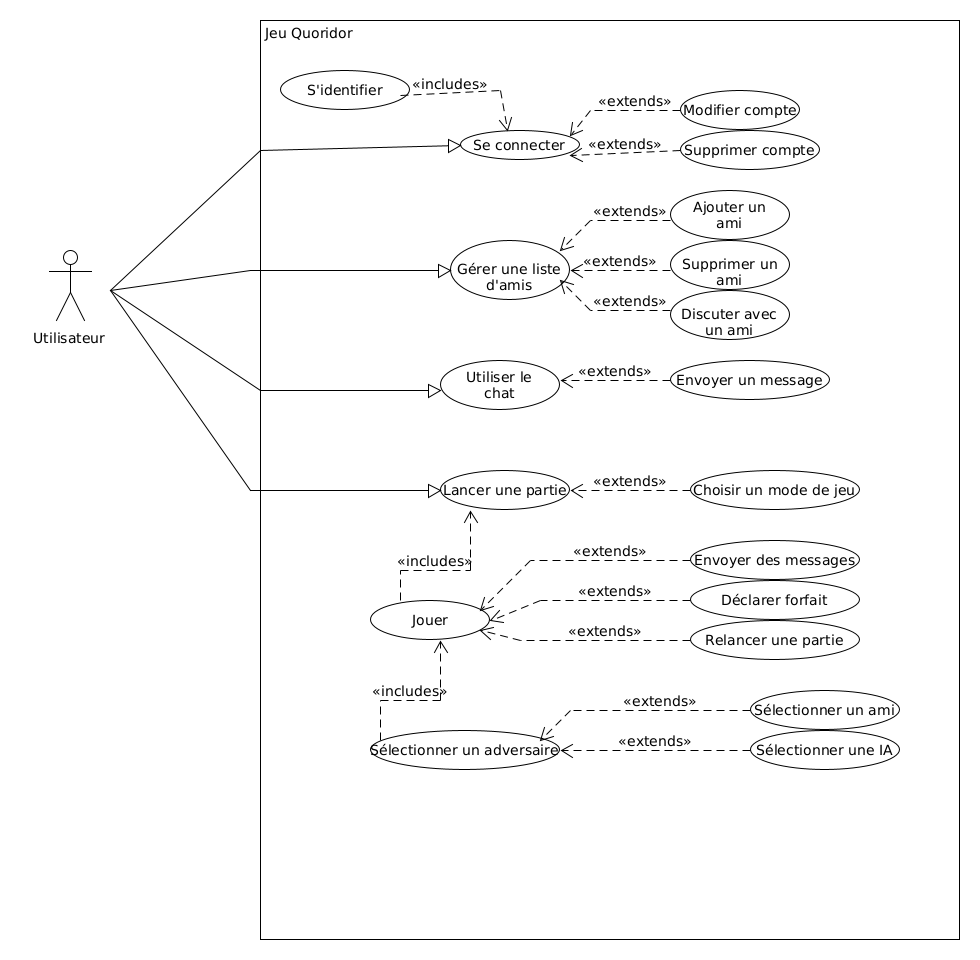 Jeu Quoridor
S'identifier
«includes»
Se connecter
«extends»
Modifier compte
«extends»
Supprimer compte
Utilisateur
Gérer une liste
d'amis
«extends»
Ajouter un
ami
«extends»
Supprimer un
ami
«extends»
Discuter avec
un ami
Utiliser le
chat
«extends»
Envoyer un message
Lancer une partie
«extends»
Choisir un mode de jeu
«includes»
Jouer
«extends»
Envoyer des messages
«extends»
Déclarer forfait
«extends»
Relancer une partie
«includes»
Sélectionner un adversaire
«extends»
Sélectionner un ami
«extends»
Sélectionner une IA